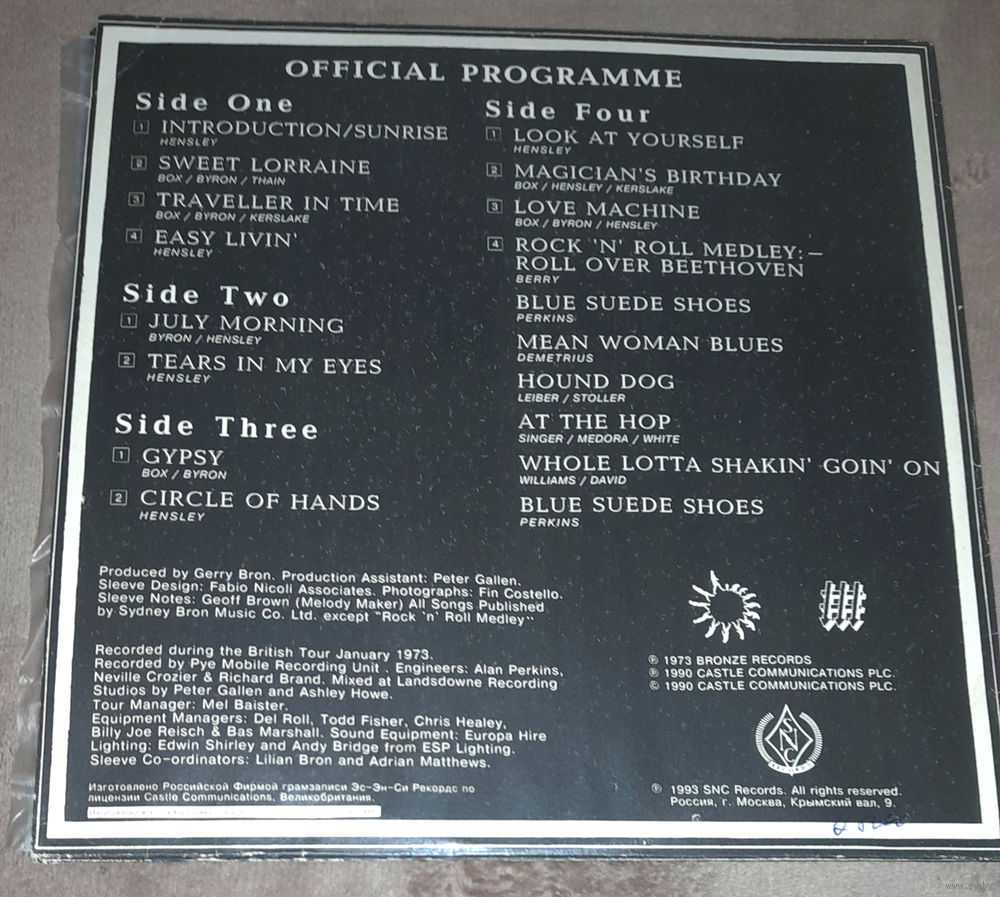 OFFICIAL PROGRAMME
Side One
1 INTRODUCTION/SUNRISE
HENSLEY
2 SWEET LORRAINE
BOX / BYRON / THAIN
3 TRAVELLER IN TIME
BOX / BYRON / KERSLAKE
4 EASY LIVIN'
HENSLEY
Side Two
1 JULY MORNING
BYRON / HENSLEY
2 TEARS IN MY EYES
HENSLEY
Side Three
1 GYPSY
BOX / BYRON
2 CIRCLE OF HANDS
HENSLEY
Side Four
1 LOOK AT YOURSELF
HENSLEY
2 MAGICIAN'S BIRTHDAY
BOX / HENSLEY / KERSLAKE
3 LOVE MACHINE
BOX / BYRON / HENSLEY
4 ROCK 'N' ROLL MEDLEY:—
ROLL OVER BEETHOVEN
BERRY
BLUE SUEDE SHOES
PERKINS
MEAN WOMAN BLUES
DEMETRIUS
HOUND DOG
LEIBER / STOLLER
AT THE HOP
SINGER / MEDORA / WHITE
WHOLE LOTTA SHAKIN' GOIN' ON
WILLIAMS / DAVID
BLUE SUEDE SHOES
PERKINS
Produced by Gerry Bron. Production Assistant: Peter Gallen.
Sleeve Design: Fabio Nicoli Associates. Photographs: Fin Costello.
Sleeve Notes: Geoff Brown (Melody Maker) All Songs Published
by Sydney Bron Music Co. Ltd. except "Rock 'n' Roll Medley"
Recorded during the British Tour January 1973.
Recorded by Pye Mobile Recording Unit . Engineers: Alan Perkins,
Neville Crozier & Richard Brand. Mixed at Landsdowne Recording
Studios by Peter Gallen and Ashley Howe.
Tour Manager: Mel Baister.
Equipment Managers: Del Roll, Todd Fisher, Chris Healey,
Billy Joe Reisch & Bas Marshall. Sound Equipment: Europa Hire
Lighting: Edwin Shirley and Andy Bridge from ESP Lighting.
Sleeve Co-ordinators: Lilian Bron and Adrian Matthews.
Изготовлено Российской Фирмой грамзаписи Эс-Эн-Си Рекордс по
лицензии Castle Communications, Великобритания.
℗ 1973 BRONZE RECORDS
℗ 1990 CASTLE COMMUNICATIONS PLC.
© 1990 CASTLE COMMUNICATIONS PLC.
SNC
RECORDS
℗ 1993 SNC Records. All rights reserved.
Россия, г. Москва, Крымский вал, 9.
www.ay.by